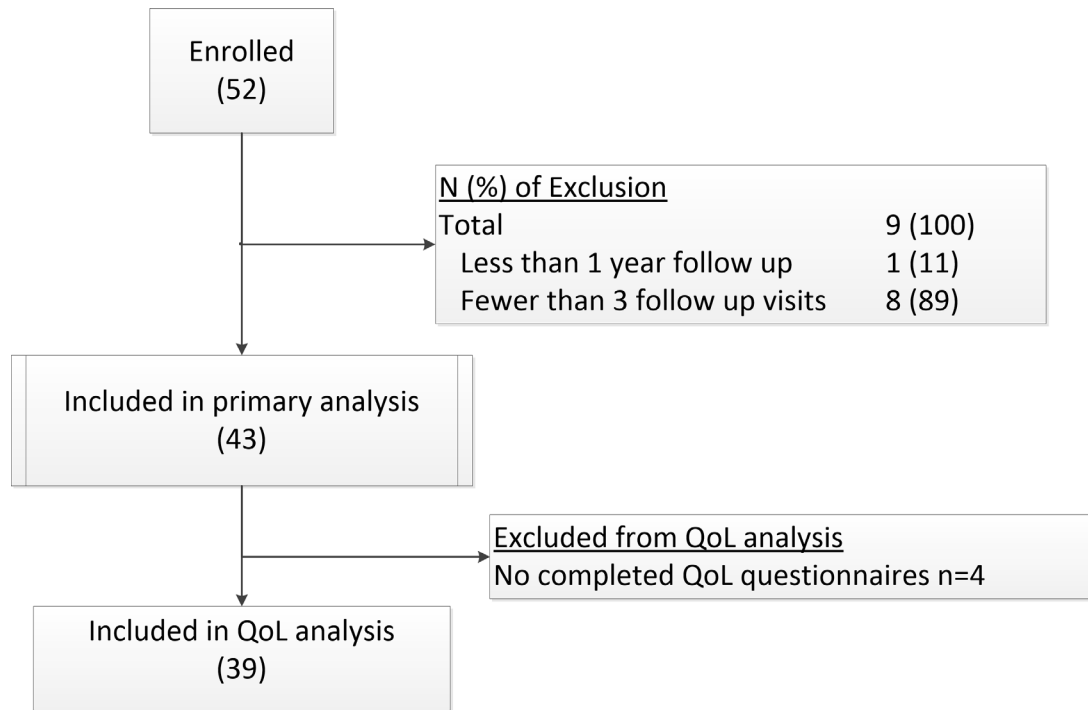 Enrolled
(52)
N (%) of Exclusion
Total 9 (100)
Less than 1 year follow up 1 (11)
Fewer than 3 follow up visits 8 (89)
Included in primary analysis
(43)
Excluded from QoL analysis
No completed QoL questionnaires n=4
Included in QoL analysis
(39)